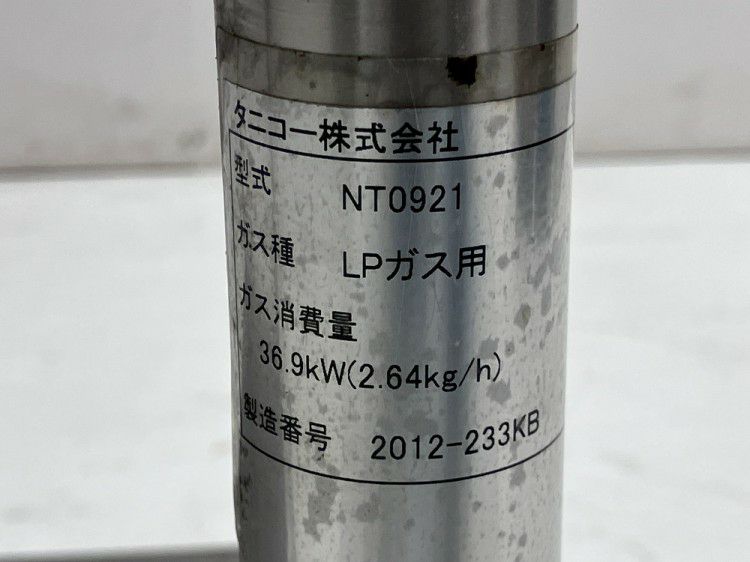 タニコー株式会社
型式 NT0921
ガス種 LPガス用
ガス消費量
36.9kW(2.64kg/h)
製造番号 2012-233KB